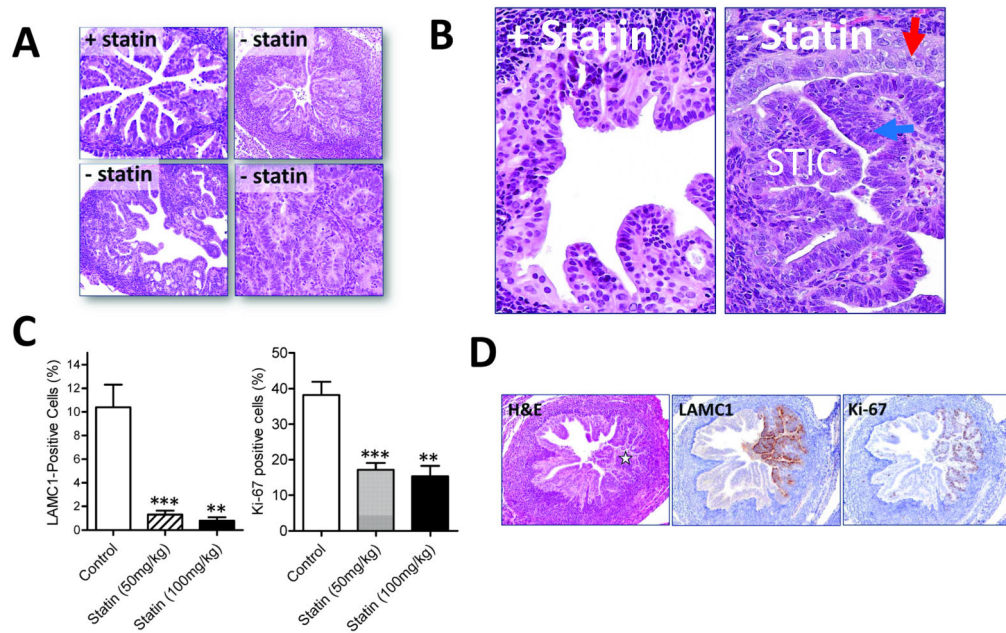 A
+ statin
- statin
- statin
- statin
B
+ Statin
- Statin
STIC
C
LAMC1-Positive Cells (%)
14
12
10
8
6
4
2
0
***
**
Control
Statin (50mg/kg)
Statin (100mg/kg)
Ki-67 positive cells (%)
50
40
30
20
10
0
***
**
Control
Statin (50mg/kg)
Statin (100mg/kg)
D
H&E
LAMC1
Ki-67